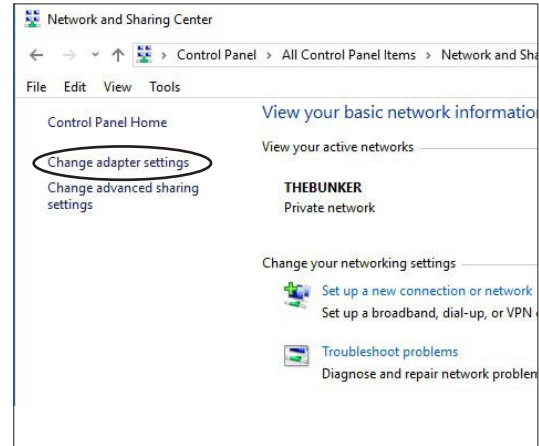 Network and Sharing Center
Control Panel > All Control Panel Items > Network and Sha
File Edit View Tools
Control Panel Home
Change adapter settings
Change advanced sharing
settings
View your basic network informatio
View your active networks
THEBUNKER
Private network
Change your networking settings
Set up a new connection or network
Set up a broadband, dial-up, or VPN
Troubleshoot problems
Diagnose and repair network problem